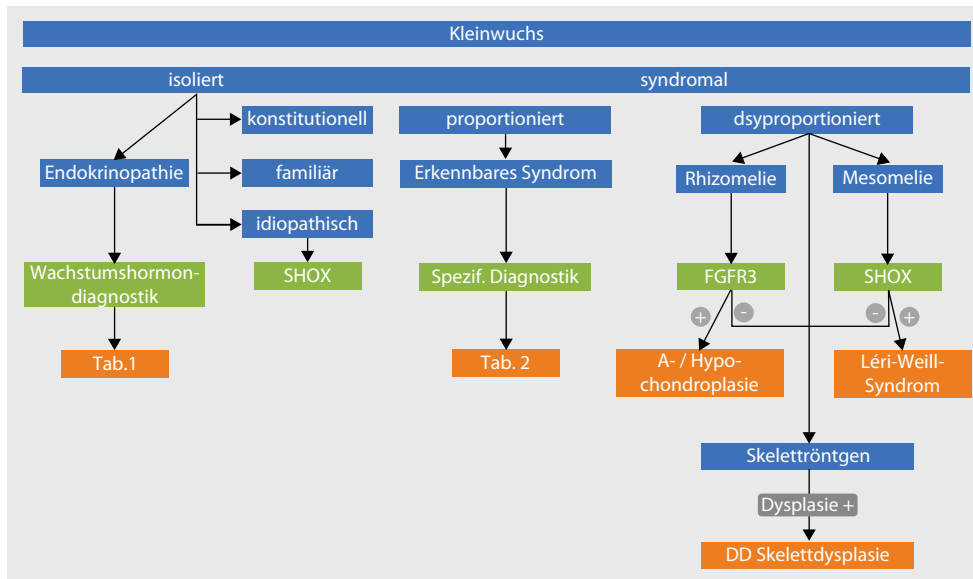 Kleinwuchs
isoliert
syndromal
konstitutionell
proportioniert
dsyproportioniert
Endokrinopathie
familiär
Erkennbares Syndrom
Rhizomelie
Mesomelie
idiopathisch
Wachstumshormon-
diagnostik
SHOX
Spezif. Diagnostik
FGFR3
SHOX
+
-
-
+
Tab.1
Tab. 2
A- / Hypo-
chondroplasie
Léri-Weill-
Syndrom
Skelettröntgen
Dysplasie +
DD Skelettdysplasie